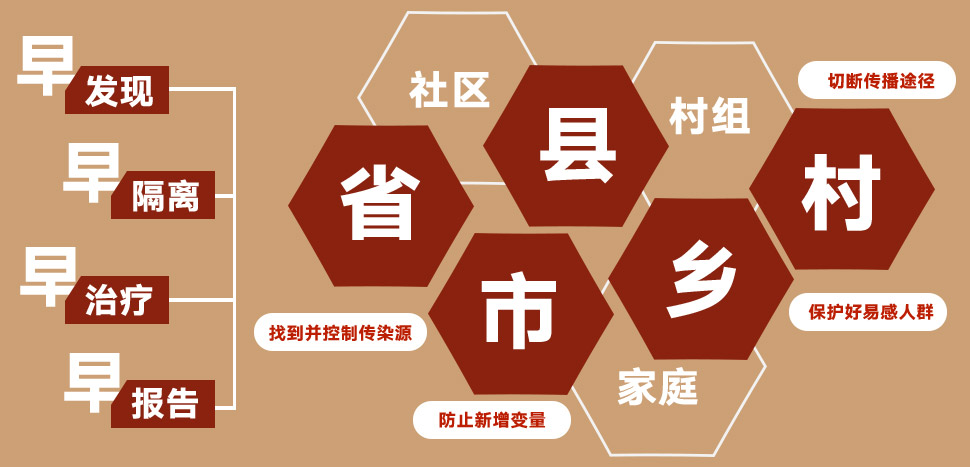 早发现
早隔离
早治疗
早报告
社区
村组
家庭
省
市
县
乡
村
切断传播途径
保护好易感人群
找到并控制传染源
防止新增变量